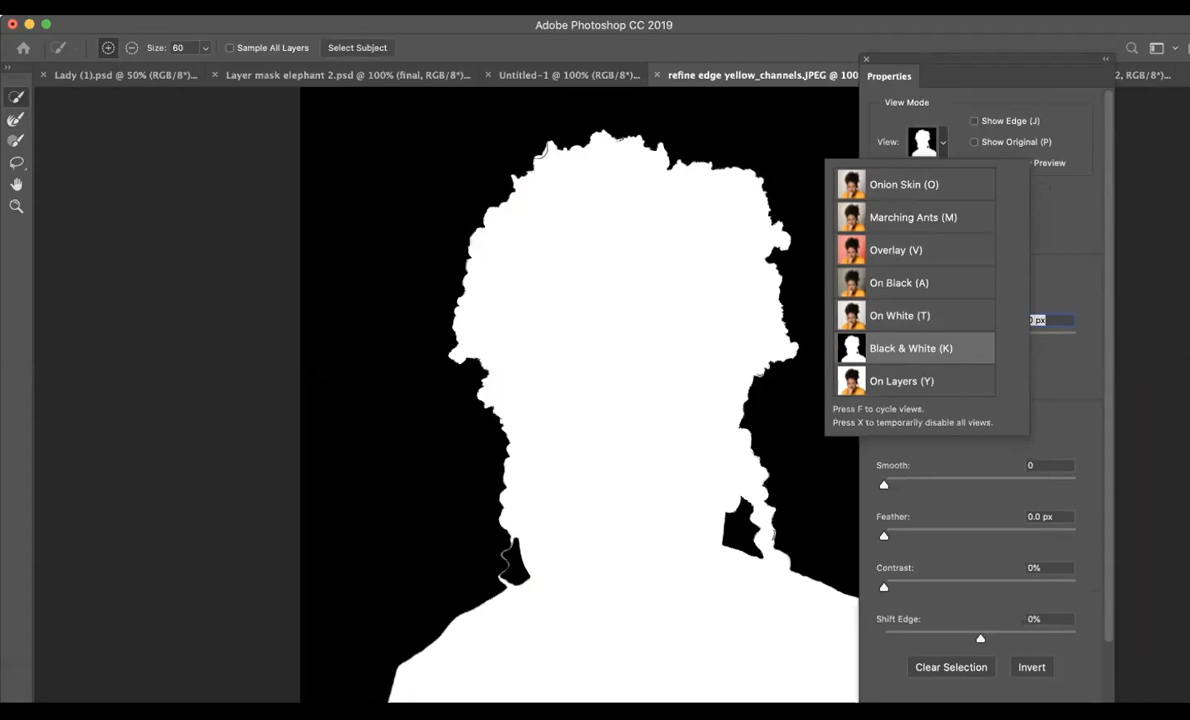 Adobe Photoshop CC 2019
Size: 60 Sample All Layers Select Subject
Lady (1).psd @ 50% (RGB/8*)... Layer mask elephant 2.psd @ 100% (final, RGB/8*)... Untitled-1 @ 100% (RGB/8*)... refine edge yellow_channels.JPEG @ 100 2, RGB/8*)...
Properties
View Mode
Show Edge (J)
View: Show Original (P)
Preview
Onion Skin (O)
Marching Ants (M)
Overlay (V)
On Black (A)
On White (T)
0 px
Black & White (K)
On Layers (Y)
Press F to cycle views.
Press X to temporarily disable all views.
Smooth: 0
Feather: 0.0 px
Contrast: 0%
Shift Edge: 0%
Clear Selection Invert